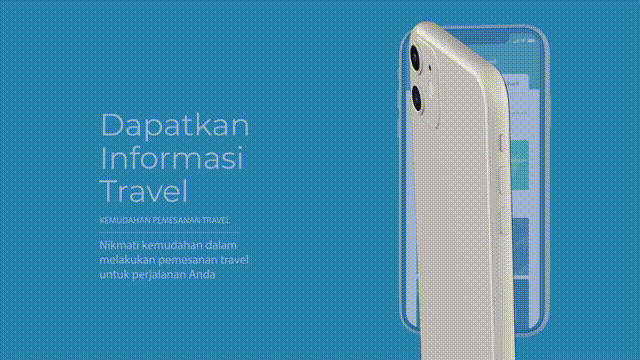 Dapatkan
Informasi
Travel
KEMUDAHAN PEMESANAN TRAVEL
Nikmati kemudahan dalam
melakukan pemesanan travel
untuk perjalanan Anda